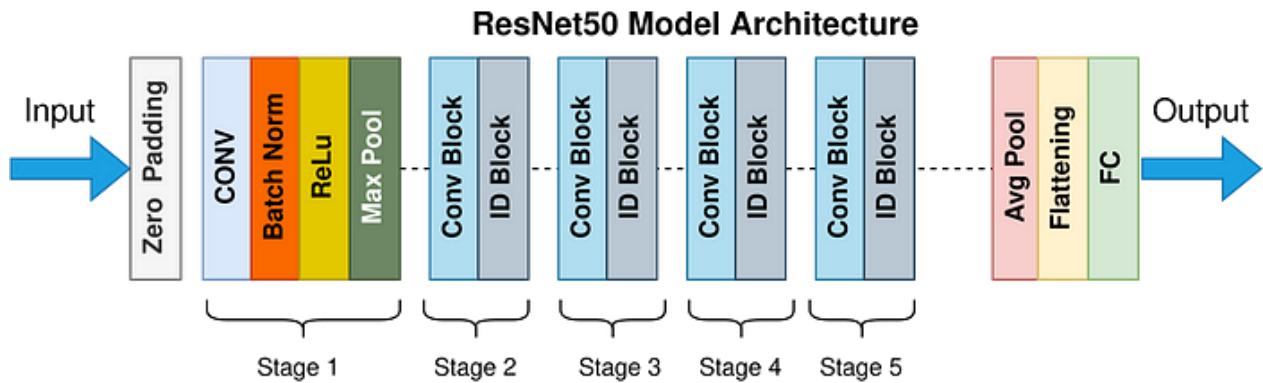 ResNet50 Model Architecture
Input
Zero Padding
CONV
Batch Norm
ReLu
Max Pool
Conv Block
ID Block
Conv Block
ID Block
Conv Block
ID Block
Conv Block
ID Block
Avg Pool
Flattening
FC
Output
Stage 1
Stage 2
Stage 3
Stage 4
Stage 5